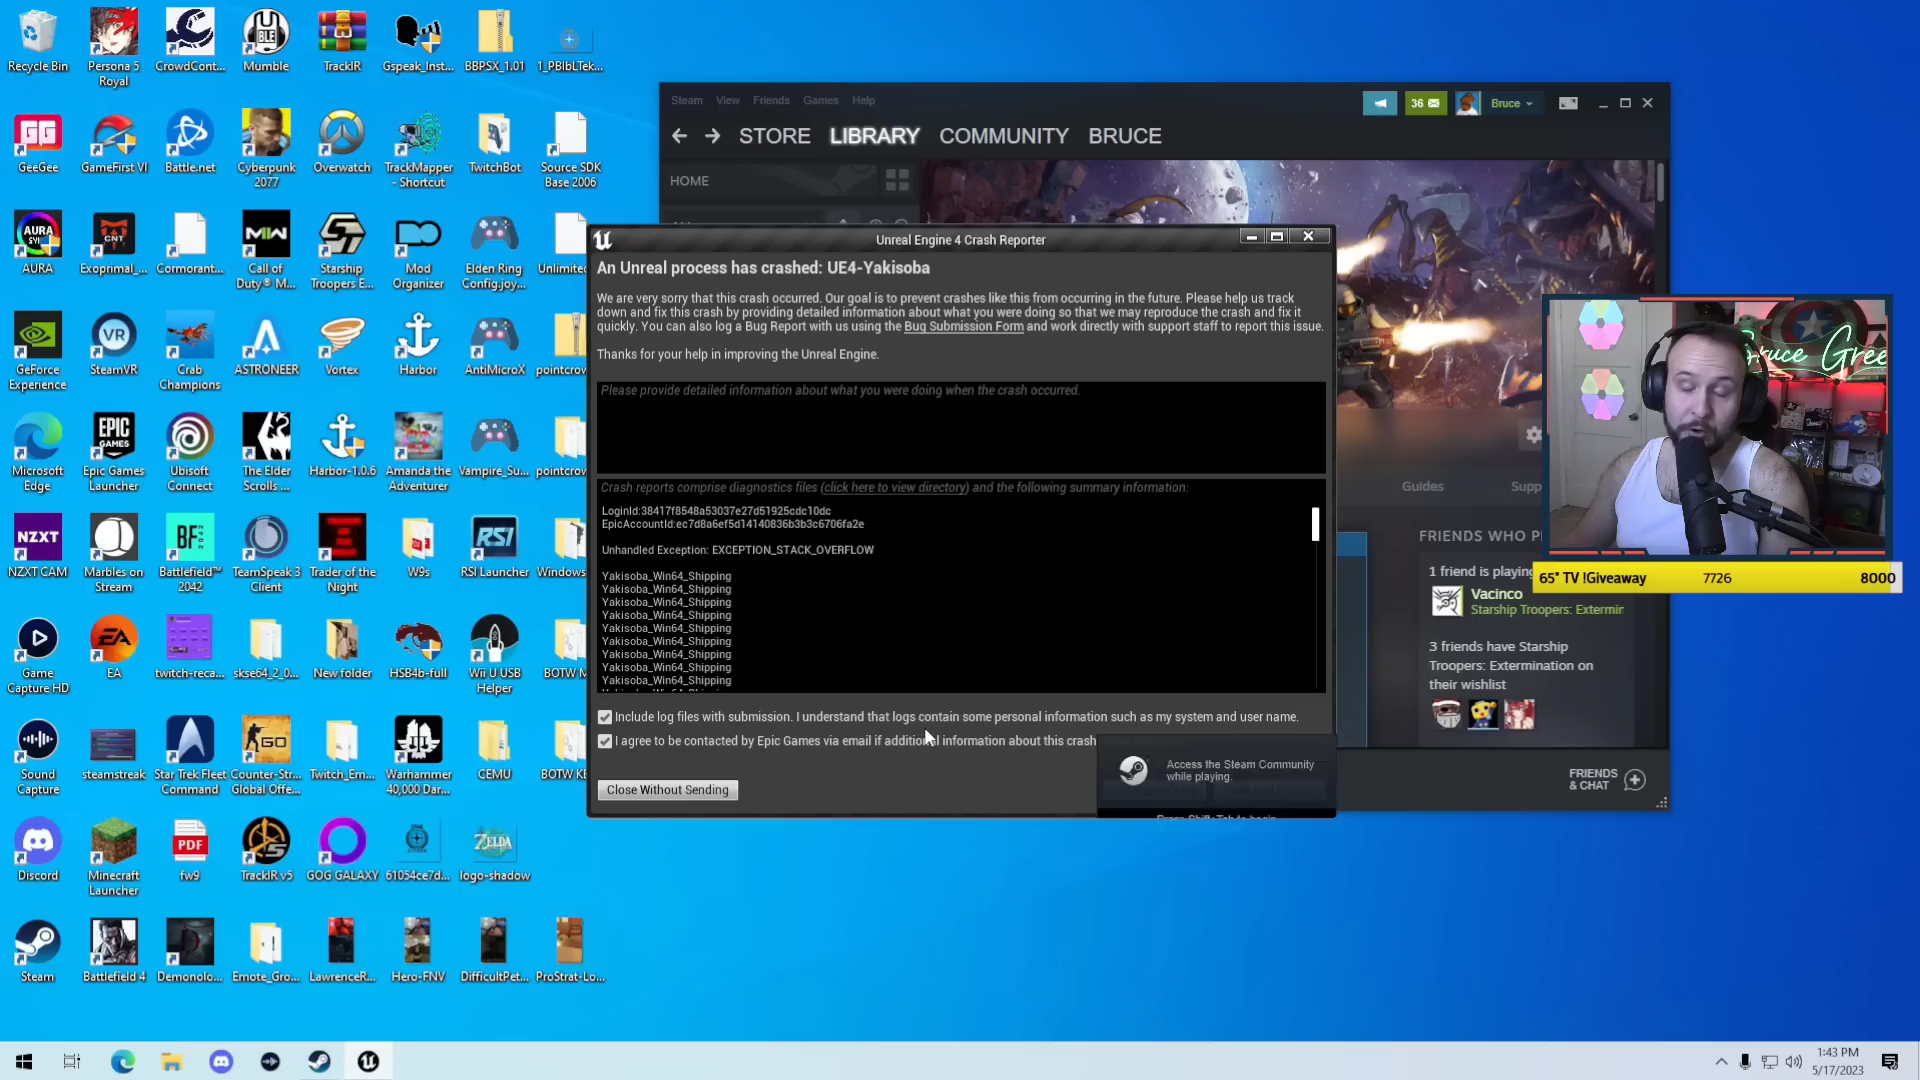 Recycle Bin
Persona 5
Royal
CrowdCont...
Mumble
TrackIR
Gspeak_Inst...
BBPSX_1.01
1_PBIbLTek...
GeeGee
GameFirst VI
Battle.net
Cyberpunk
2077
Overwatch
TrackMapper
- Shortcut
TwitchBot
Source SDK
Base 2006
AURA
Exoprimal_...
Cormorant...
Call of
Duty® M...
Starship
Troopers E...
Mod
Organizer
Elden Ring
Config.joy...
Unlimited
GeForce
Experience
SteamVR
Crab
Champions
ASTRONEER
Vortex
Harbor
AntiMicroX
pointcrow
Microsoft
Edge
Epic Games
Launcher
Ubisoft
Connect
The Elder
Scrolls ...
Harbor-1.0.6
Amanda the
Adventurer
Vampire_Su...
pointcrow
NZXT CAM
Marbles on
Stream
Battlefield™
2042
TeamSpeak 3
Client
Trader of the
Night
W9s
RSI Launcher
Windows
Game
Capture HD
EA
twitch-reca...
skse64_2_0...
New folder
HSB4b-full
Wii U USB
Helper
BOTW M
Sound
Capture
steamstreak
Star Trek Fleet
Command
Counter-Str...
Global Offe...
Twitch_Em...
Warhammer
40,000 Dar...
CEMU
BOTW KE
Discord
Minecraft
Launcher
fw9
TrackIR v5
GOG GALAXY
61054ce7d...
logo-shadow
Steam
Battlefield 4
Demonolo...
Emote_Gro...
LawrenceR...
Hero-FNV
DifficultPet...
ProStrat-Lo...
Steam View Friends Games Help
36
Bruce
STORE LIBRARY COMMUNITY BRUCE
HOME
Unreal Engine 4 Crash Reporter
An Unreal process has crashed: UE4-Yakisoba
We are very sorry that this crash occurred. Our goal is to prevent crashes like this from occurring in the future. Please help us track
down and fix this crash by providing detailed information about what you were doing so that we may reproduce the crash and fix it
quickly. You can also log a Bug Report with us using the Bug Submission Form and work directly with support staff to report this issue.
Thanks for your help in improving the Unreal Engine.
Please provide detailed information about what you were doing when the crash occurred.
Crash reports comprise diagnostics files (click here to view directory) and the following summary information:
LoginId:38417f8548a53037e27d51925cdc10dc
EpicAccountId:ec7d8a6ef5d14140836b3b3c6706fa2e
Unhandled Exception: EXCEPTION_STACK_OVERFLOW
Yakisoba_Win64_Shipping
Yakisoba_Win64_Shipping
Yakisoba_Win64_Shipping
Yakisoba_Win64_Shipping
Yakisoba_Win64_Shipping
Yakisoba_Win64_Shipping
Yakisoba_Win64_Shipping
Yakisoba_Win64_Shipping
Yakisoba_Win64_Shipping
Include log files with submission. I understand that logs contain some personal information such as my system and user name.
I agree to be contacted by Epic Games via email if additional information about this crash
Close Without Sending
Access the Steam Community
while playing.
Guides
Supp
FRIENDS WHO P
1 friend is playing
Vacinco
Starship Troopers: Extermin
3 friends have Starship
Troopers: Extermination on
their wishlist
FRIENDS
& CHAT
Bruce Gree
65" TV !Giveaway 7726 8000
1:43 PM
5/17/2023